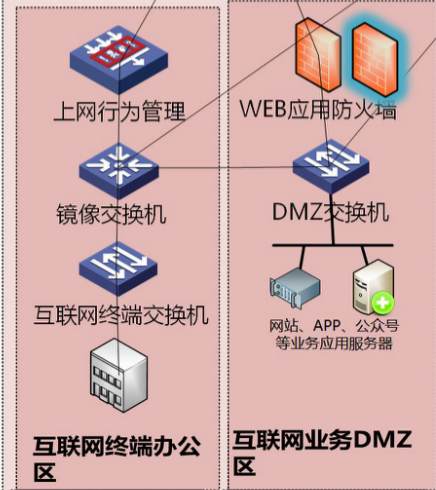 上网行为管理
镜像交换机
互联网终端交换机
互联网终端办公
区
WEB应用防火墙
DMZ交换机
网站、APP、公众号
等业务应用服务器
互联网业务DMZ
区